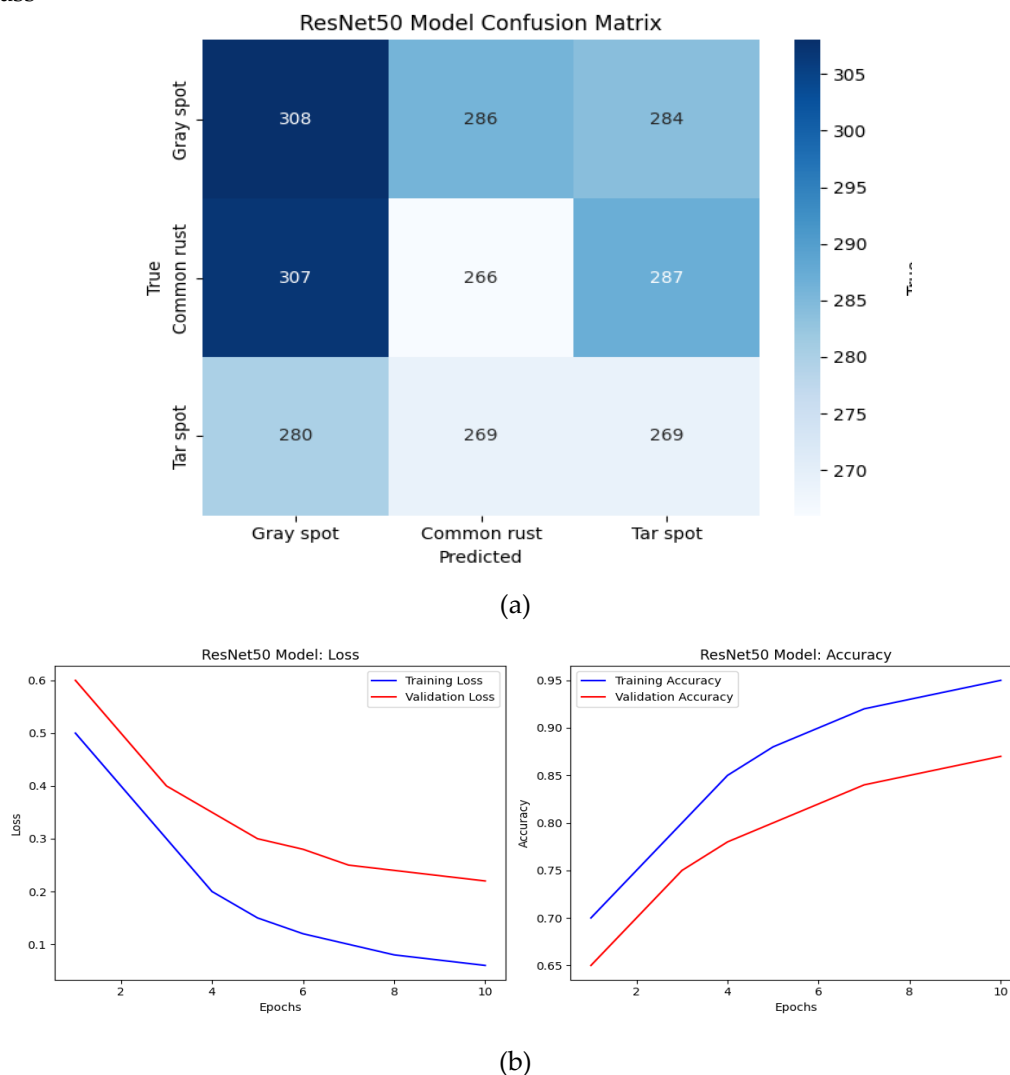 ResNet50 Model Confusion Matrix
Gray spot
308 286 284
Common rust
307 266 287
Tar spot
280 269 269
True
Gray spot Common rust Tar spot
Predicted
305
300
295
290
285
280
275
270
(a)
ResNet50 Model: Loss
Training Loss
Validation Loss
0.6
0.5
0.4
0.3
0.2
0.1
Loss
2 4 6 8 10
Epochs
ResNet50 Model: Accuracy
Training Accuracy
Validation Accuracy
0.95
0.90
0.85
0.80
0.75
0.70
0.65
Accuracy
2 4 6 8 10
Epochs
(b)